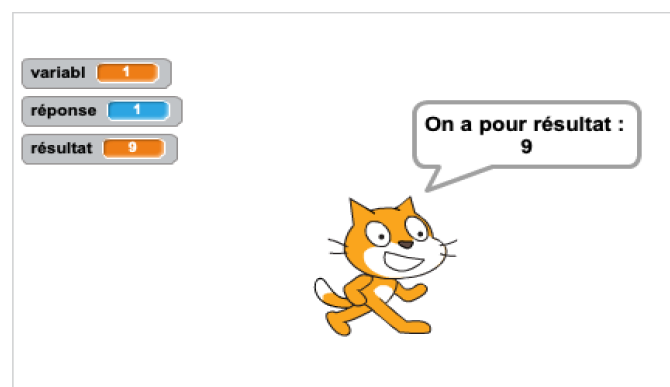 variabl 1
réponse 1
résultat 9
On a pour résultat :
9